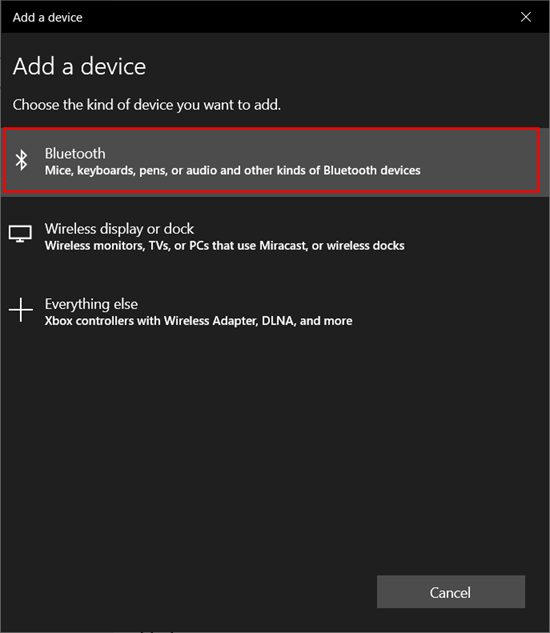 Add a device
Add a device
Choose the kind of device you want to add.
Bluetooth
Mice, keyboards, pens, or audio and other kinds of Bluetooth devices
Wireless display or dock
Wireless monitors, TVs, or PCs that use Miracast, or wireless docks
Everything else
Xbox controllers with Wireless Adapter, DLNA, and more
Cancel